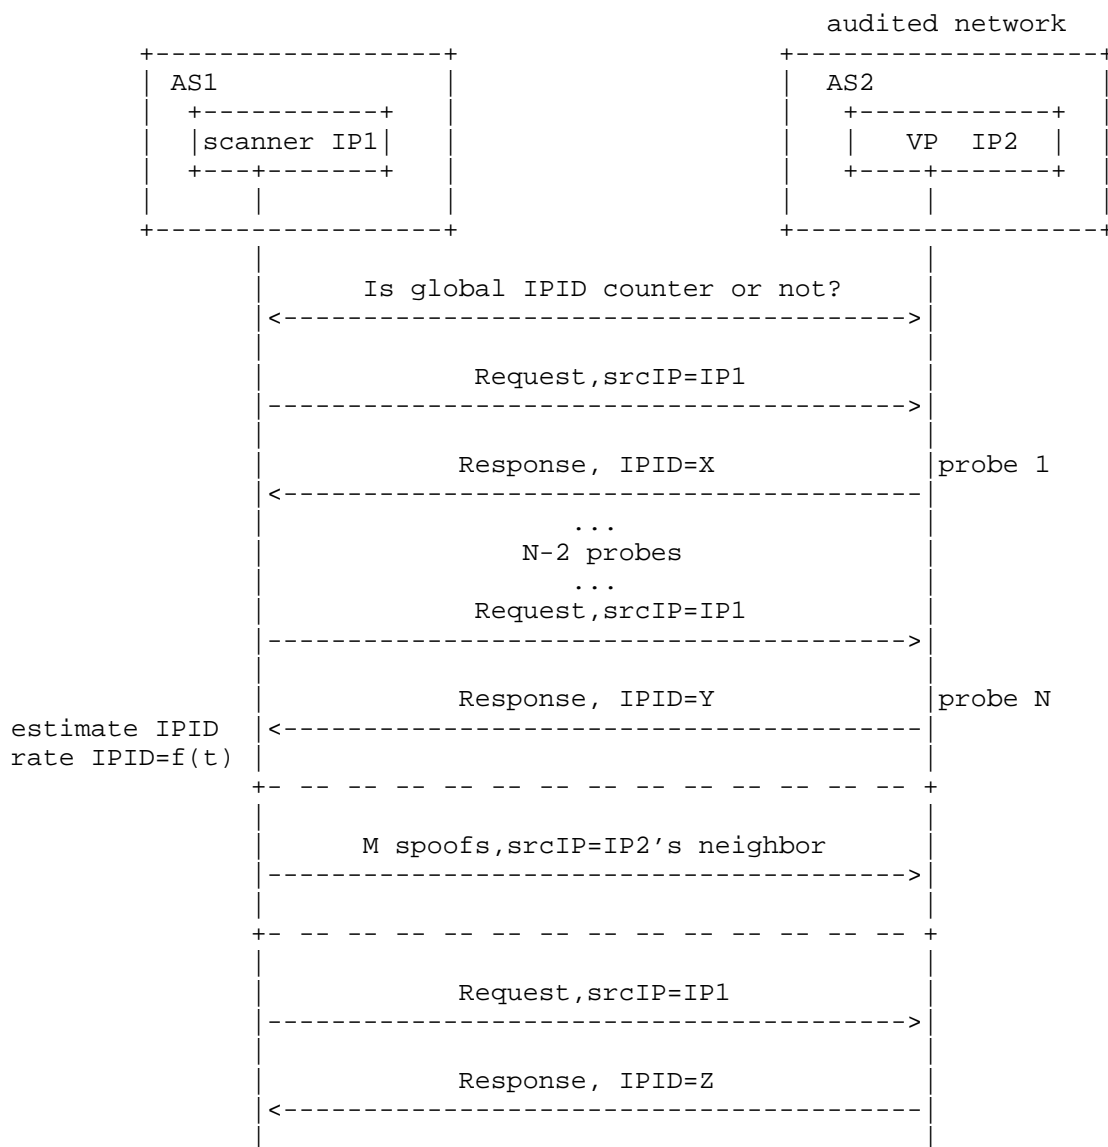 audited network
AS1 AS2
scanner IP1 VP IP2
Is global IPID counter or not?
Request,srcIP=IP1
Response, IPID=X probe 1
...
N-2 probes
...
Request,srcIP=IP1
Response, IPID=Y probe N
estimate IPID
rate IPID=f(t)
M spoofs,srcIP=IP2’s neighbor
Request,srcIP=IP1
Response, IPID=Z